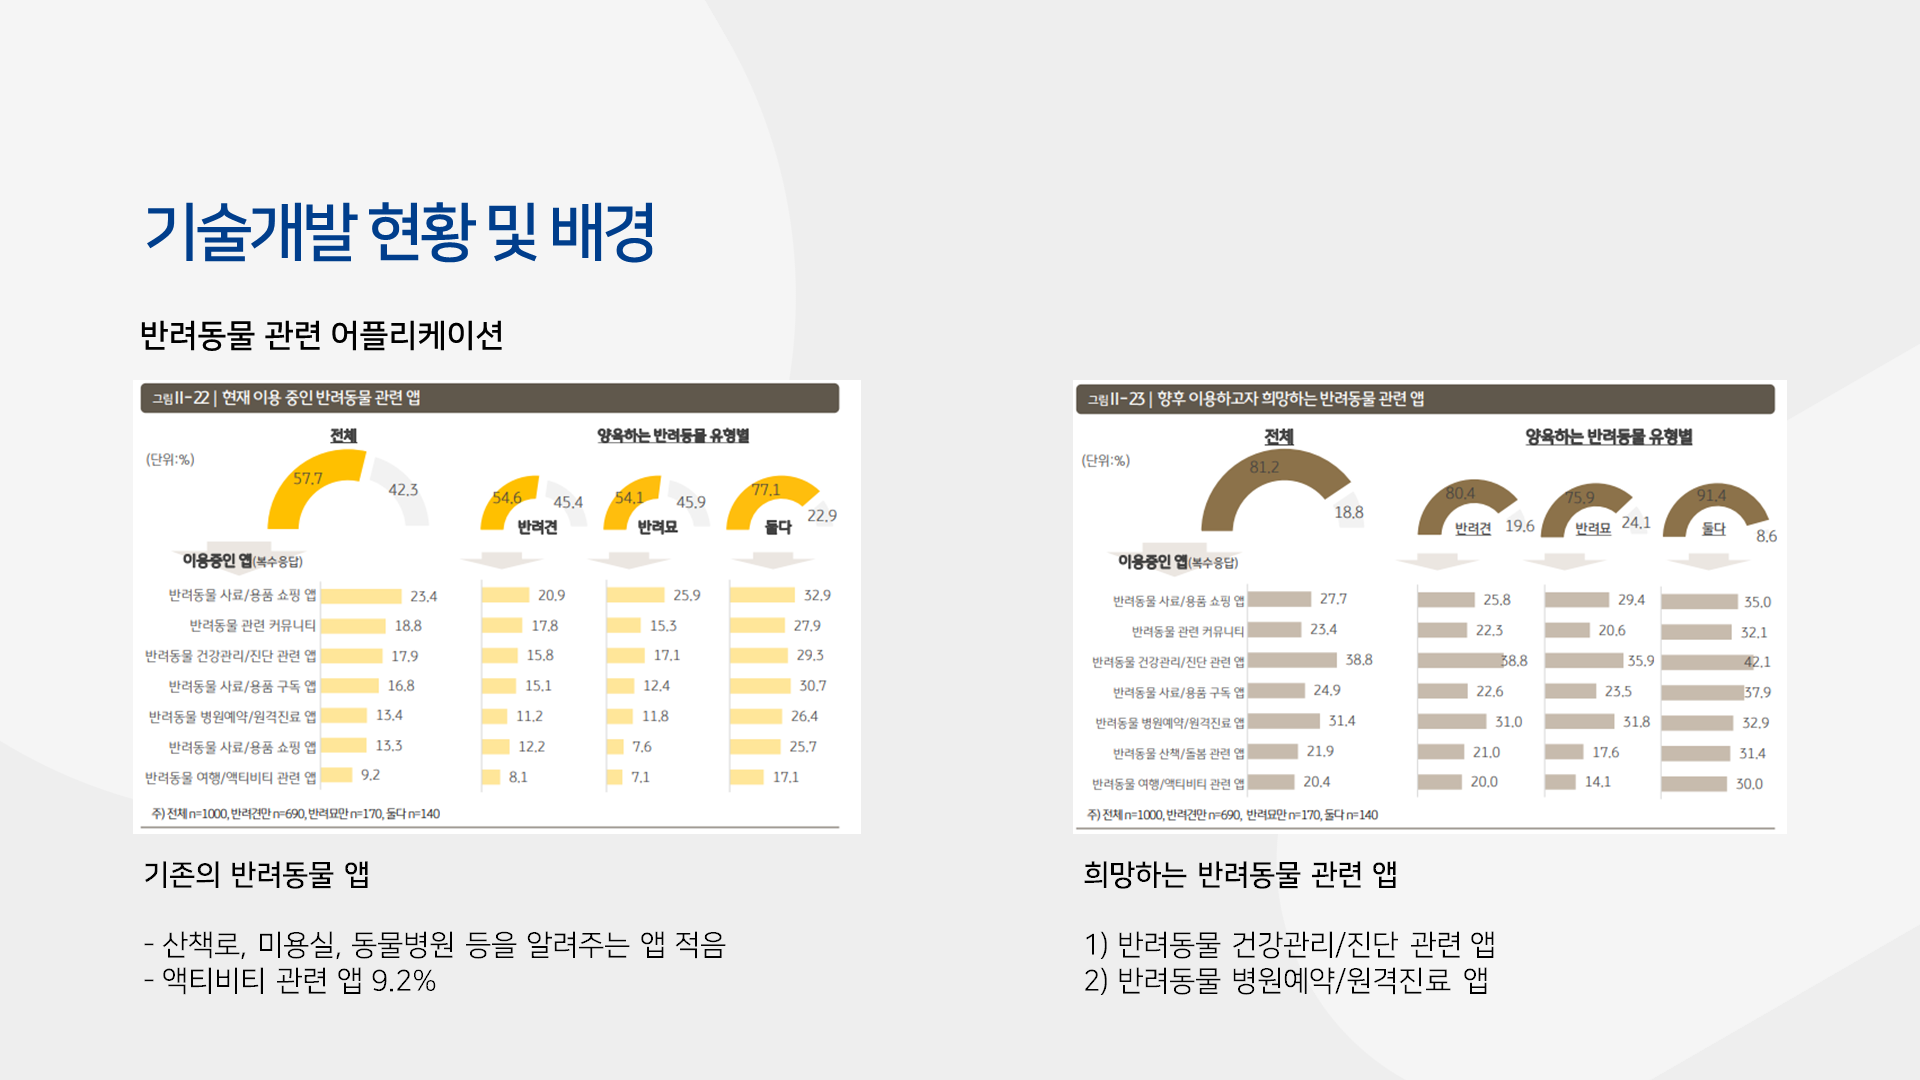 기술개발 현황 및 배경
반려동물 관련 어플리케이션
그림II-22 | 현재 이용 중인 반려동물 관련 앱
전체
양육하는 반려동물 유형별
(단위:%)
57.7
42.3
54.6
45.4
반려견
54.1
45.9
반려묘
77.1
22.9
둘다
이용중인 앱(복수응답)
반려동물 사료/용품 쇼핑 앱 23.4 20.9 25.9 32.9
반려동물 관련 커뮤니티 18.8 17.8 15.3 27.9
반려동물 건강관리/진단 관련 앱 17.9 15.8 17.1 29.3
반려동물 사료/용품 구독 앱 16.8 15.1 12.4 30.7
반려동물 병원예약/원격진료 앱 13.4 11.2 11.8 26.4
반려동물 사료/용품 쇼핑 앱 13.3 12.2 7.6 25.7
반려동물 여행/액티비티 관련 앱 9.2 8.1 7.1 17.1
주) 전체 n=1000, 반려견만 n=690, 반려묘만 n=170, 둘다 n=140
기존의 반려동물 앱
- 산책로, 미용실, 동물병원 등을 알려주는 앱 적음
- 액티비티 관련 앱 9.2%
그림II-23 | 향후 이용하고자 희망하는 반려동물 관련 앱
전체
양육하는 반려동물 유형별
(단위:%)
81.2
18.8
80.4
19.6
반려견
75.9
24.1
반려묘
91.4
8.6
둘다
이용중인 앱(복수응답)
반려동물 사료/용품 쇼핑 앱 27.7 25.8 29.4 35.0
반려동물 관련 커뮤니티 23.4 22.3 20.6 32.1
반려동물 건강관리/진단 관련 앱 38.8 38.8 35.9 42.1
반려동물 사료/용품 구독 앱 24.9 22.6 23.5 37.9
반려동물 병원예약/원격진료 앱 31.4 31.0 31.8 32.9
반려동물 산책/돌봄 관련 앱 21.9 21.0 17.6 31.4
반려동물 여행/액티비티 관련 앱 20.4 20.0 14.1 30.0
주) 전체 n=1000, 반려견만 n=690, 반려묘만 n=170, 둘다 n=140
희망하는 반려동물 관련 앱
1) 반려동물 건강관리/진단 관련 앱
2) 반려동물 병원예약/원격진료 앱